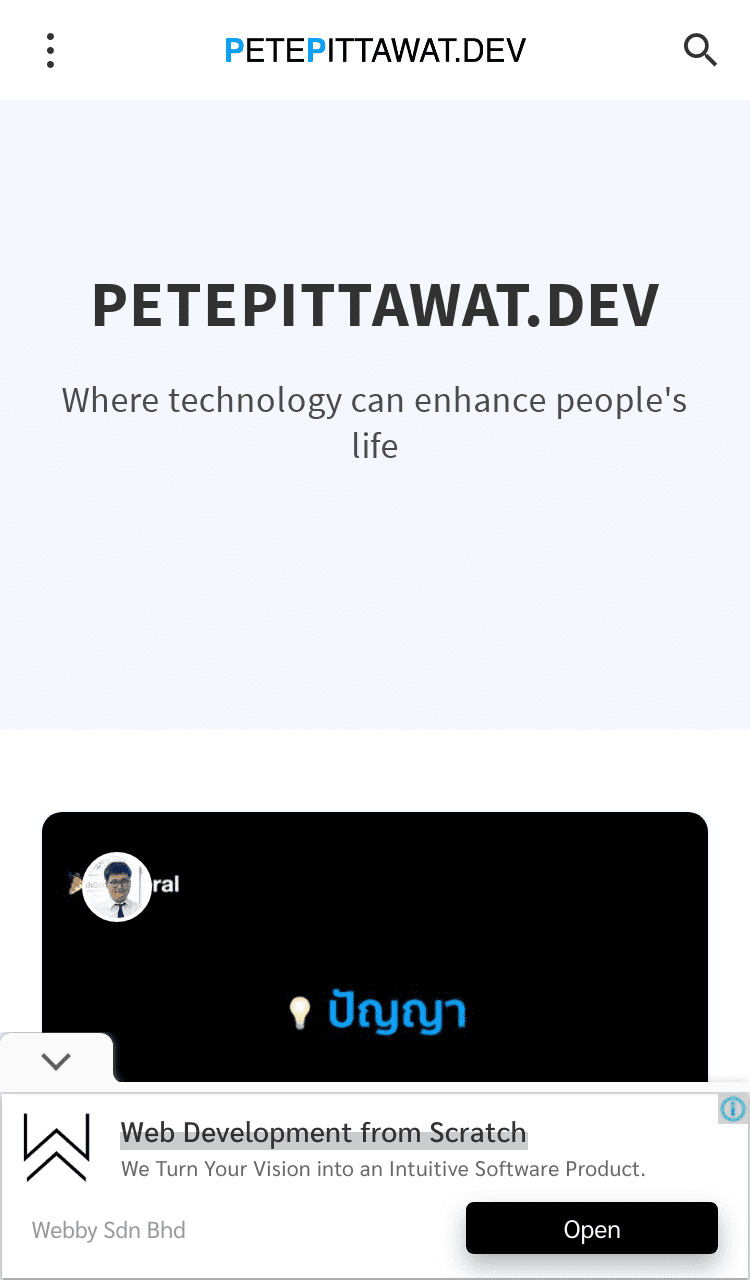 PETEPITTAWAT.DEV
PETEPITTAWAT.DEV
Where technology can enhance people's
life
ral
ปัญญา
Web Development from Scratch
We Turn Your Vision into an Intuitive Software Product.
Webby Sdn Bhd
Open